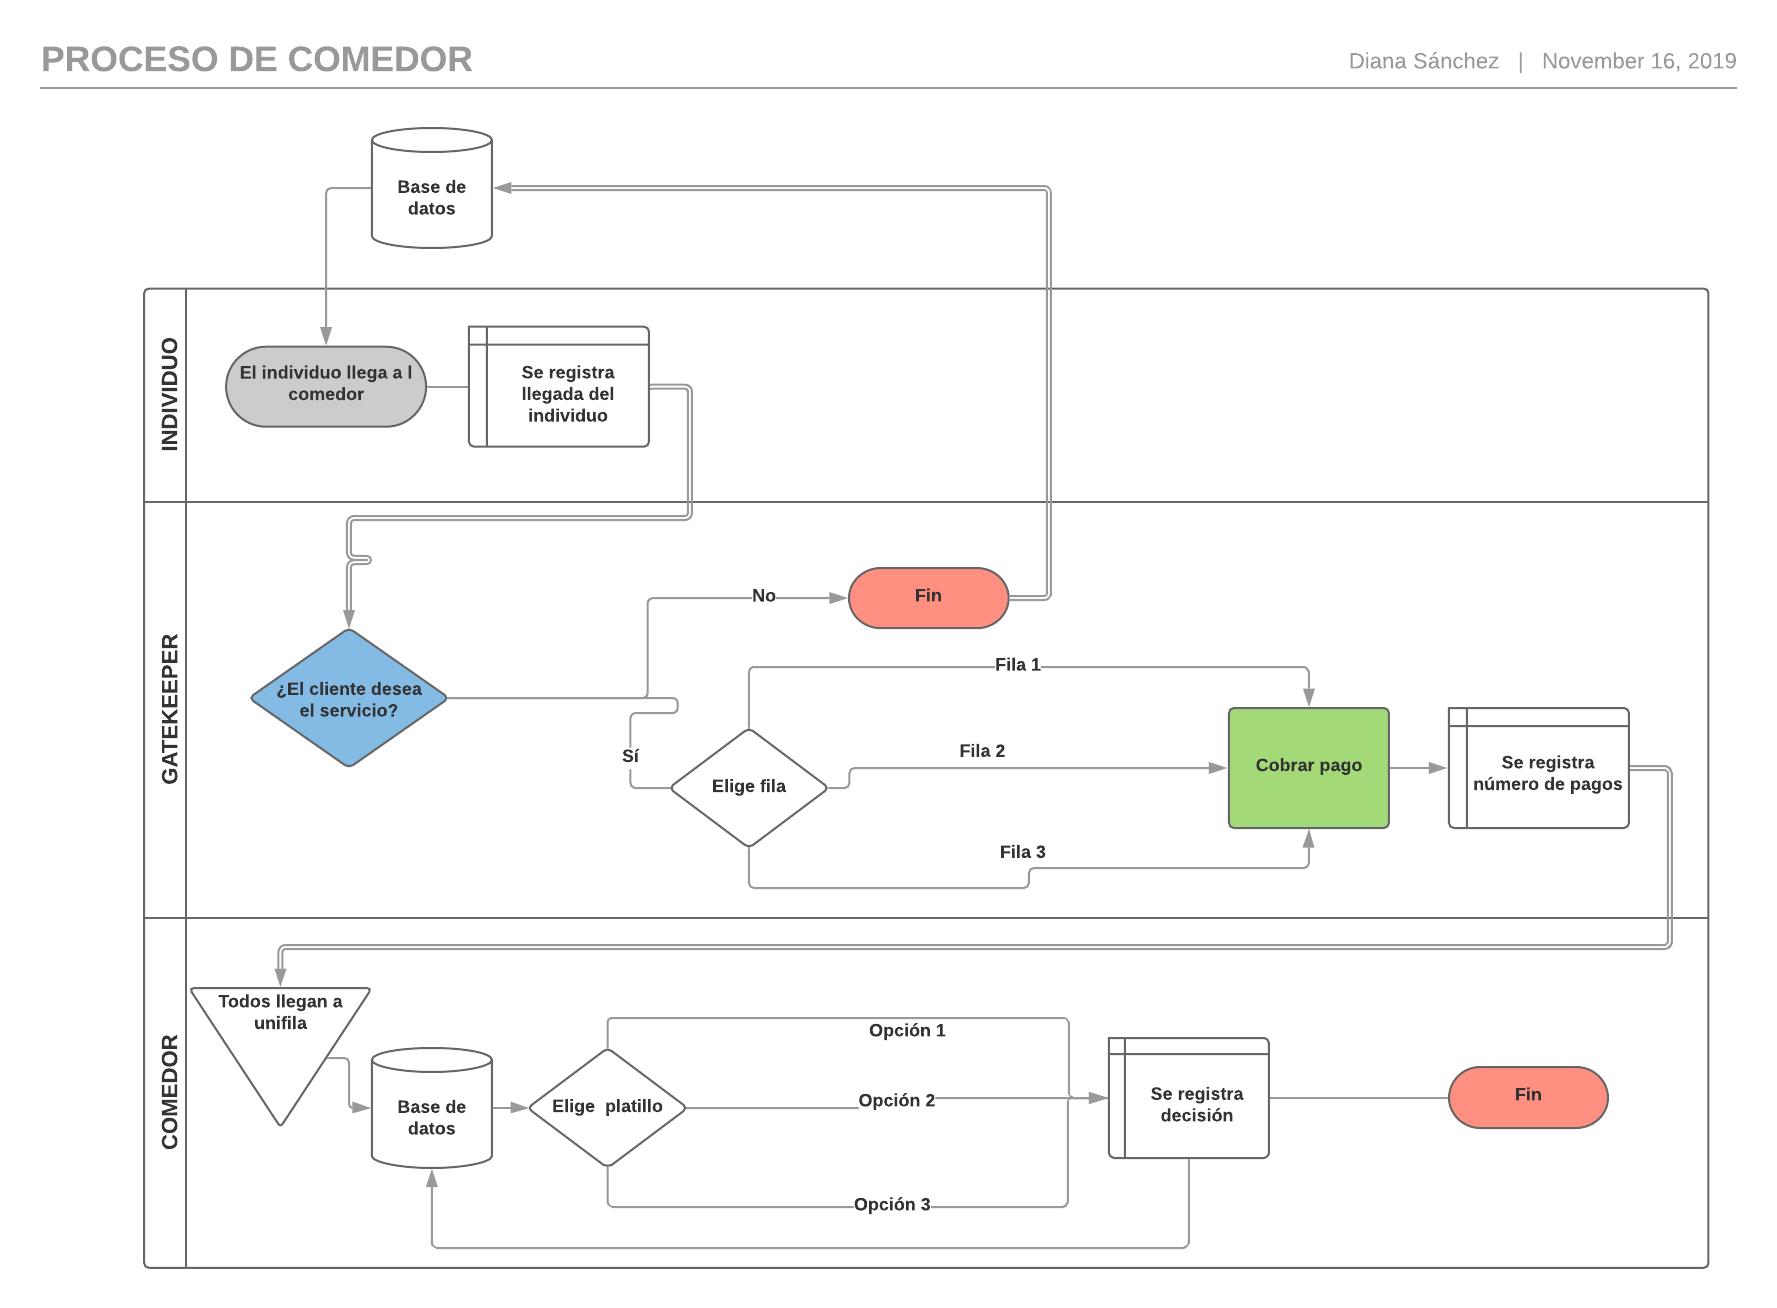 PROCESO DE COMEDOR
Diana Sánchez | November 16, 2019
Base de
datos
INDIVIDUO
El individuo llega a l
comedor
Se registra
llegada del
individuo
GATEKEEPER
¿El cliente desea
el servicio?
No
Fin
Sí
Elige fila
Fila 1
Fila 2
Fila 3
Cobrar pago
Se registra
número de pagos
COMEDOR
Todos llegan a
unifila
Base de
datos
Elige platillo
Opción 1
Opción 2
Opción 3
Se registra
decisión
Fin